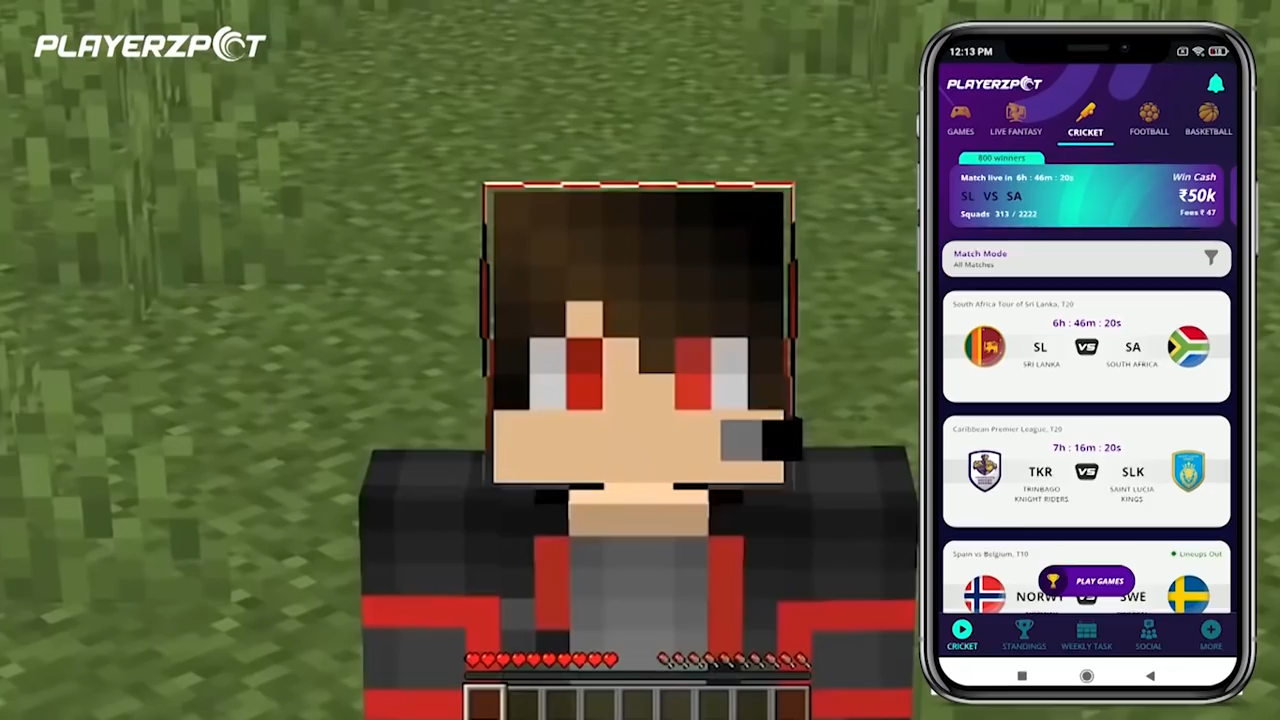 PLAYERZPOT
12:13 PM
PLAYERZPOT
GAMES
LIVE FANTASY
CRICKET
FOOTBALL
BASKETBALL
800 winners
Match live in 6h : 46m : 20s
Win Cash
SL VS SA
₹50k
Squads 313 / 2222
Fees ₹ 47
Match Mode
All Matches
South Africa Tour of Sri Lanka, T20
6h : 46m : 20s
SL VS SA
SRI LANKA
SOUTH AFRICA
Caribbean Premier League, T20
7h : 16m : 20s
TKR VS SLK
TRINBAGO
KNIGHT RIDERS
SAINT LUCIA
KINGS
Spain vs Belgium, T10
Lineups Out
PLAY GAMES
NORWY
SWE
CRICKET
STANDINGS
WEEKLY TASK
SOCIAL
MORE